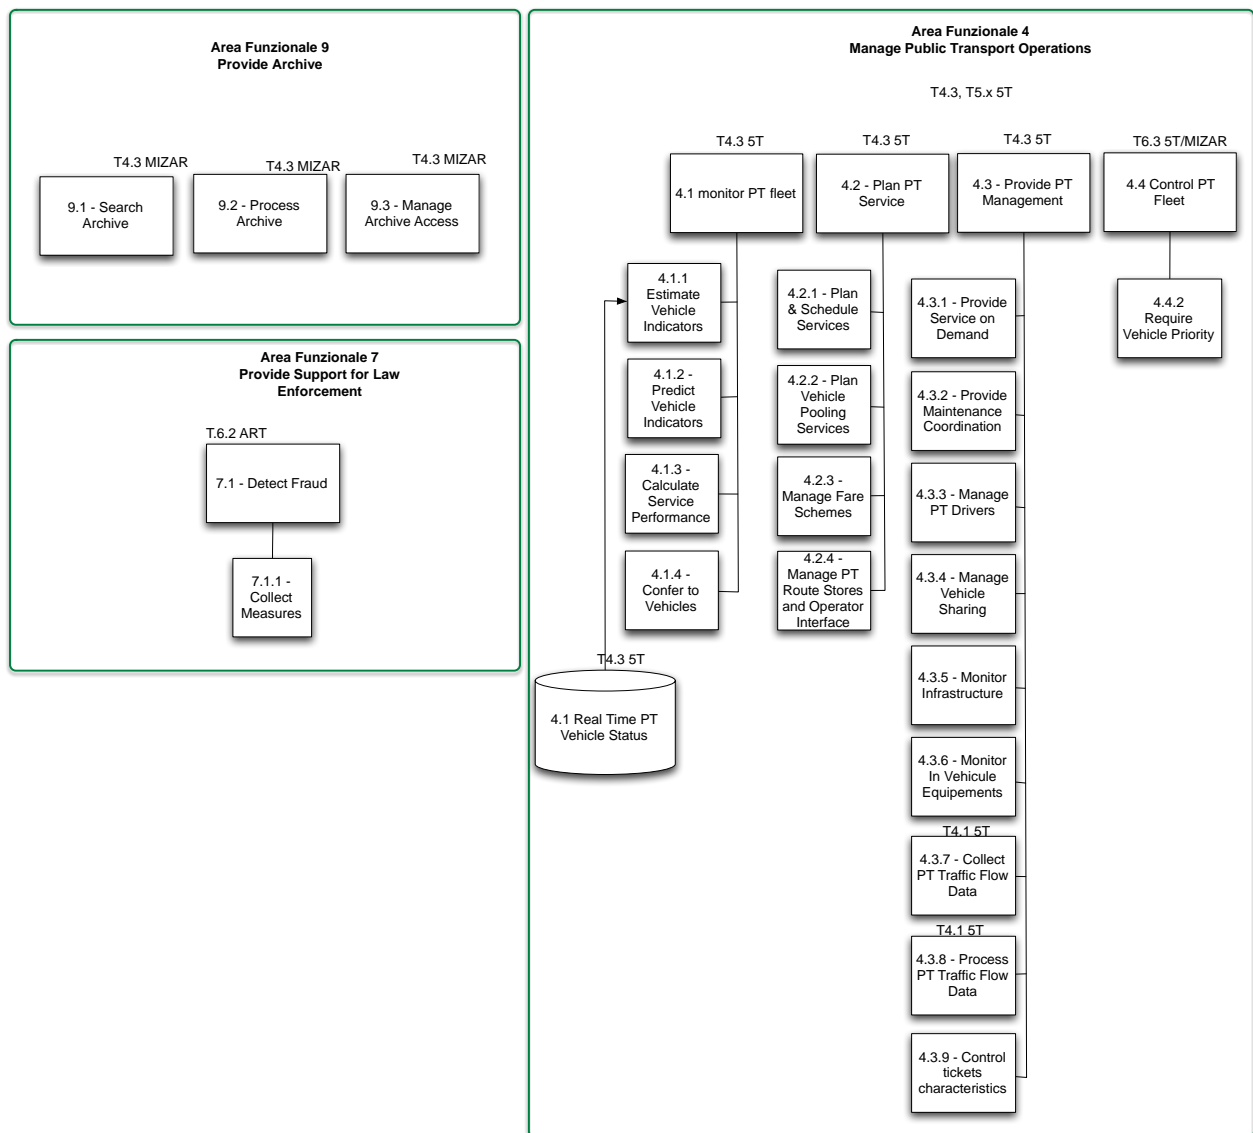 Area Funzionale 9
Provide Archive
T4.3 MIZAR
9.1 - Search
Archive
T4.3 MIZAR
9.2 - Process
Archive
T4.3 MIZAR
9.3 - Manage
Archive Access
Area Funzionale 7
Provide Support for Law
Enforcement
T.6.2 ART
7.1 - Detect Fraud
7.1.1 -
Collect
Measures
Area Funzionale 4
Manage Public Transport Operations
T4.3, T5.x 5T
T4.3 5T
4.1 monitor PT fleet
4.1.1
Estimate
Vehicle
Indicators
4.1.2 -
Predict
Vehicle
Indicators
4.1.3 -
Calculate
Service
Performance
4.1.4 -
Confer to
Vehicles
T4.3 5T
4.1 Real Time PT
Vehicle Status
T4.3 5T
4.2 - Plan PT
Service
4.2.1 - Plan
& Schedule
Services
4.2.2 - Plan
Vehicle
Pooling
Services
4.2.3 -
Manage Fare
Schemes
4.2.4 -
Manage PT
Route Stores
and Operator
Interface
T4.3 5T
4.3 - Provide PT
Management
4.3.1 - Provide
Service on
Demand
4.3.2 - Provide
Maintenance
Coordination
4.3.3 - Manage
PT Drivers
4.3.4 - Manage
Vehicle
Sharing
4.3.5 - Monitor
Infrastructure
4.3.6 - Monitor
In Vehicule
Equipements
T4.1 5T
4.3.7 - Collect
PT Traffic Flow
Data
T4.1 5T
4.3.8 - Process
PT Traffic Flow
Data
4.3.9 - Control
tickets
characteristics
T6.3 5T/MIZAR
4.4 Control PT
Fleet
4.4.2
Require
Vehicle Priority